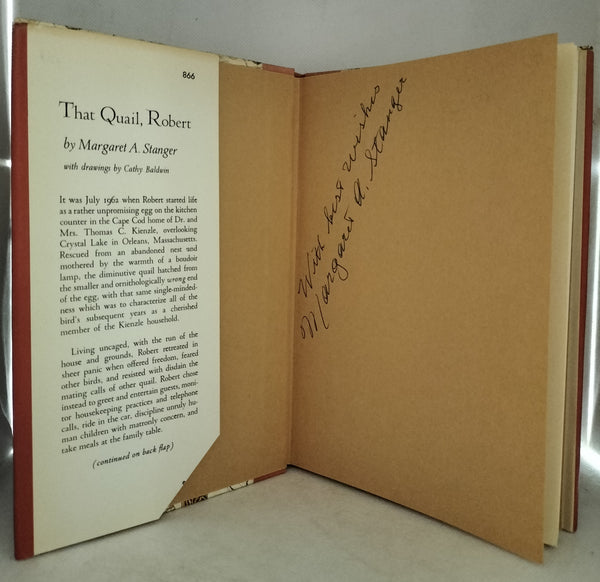 866
That Quail, Robert
by Margaret A. Stanger
with drawings by Cathy Baldwin
It was July 1962 when Robert started life
as a rather unpromising egg on the kitchen
counter in the Cape Cod home of Dr. and
Mrs. Thomas C. Kienzle, overlooking
Crystal Lake in Orleans, Massachusetts.
Rescued from an abandoned nest and
mothered by the warmth of a boudoir
lamp, the diminutive quail hatched from
the smaller and ornithologically wrong end
of the egg, with that same single-minded-
ness which was to characterize all of the
bird's subsequent years as a cherished
member of the Kienzle household.
Living uncaged, with the run of the
house and grounds, Robert retreated in
sheer panic when offered freedom, feared
other birds, and resisted with disdain the
mating calls of other quail. Robert chose
instead to greet and entertain guests, moni-
tor housekeeping practices and telephone
calls, ride in the car, discipline unruly hu-
man children with matronly concern, and
take meals at the family table.
(continued on back flap)
With best wishes
Margaret A. Stanger